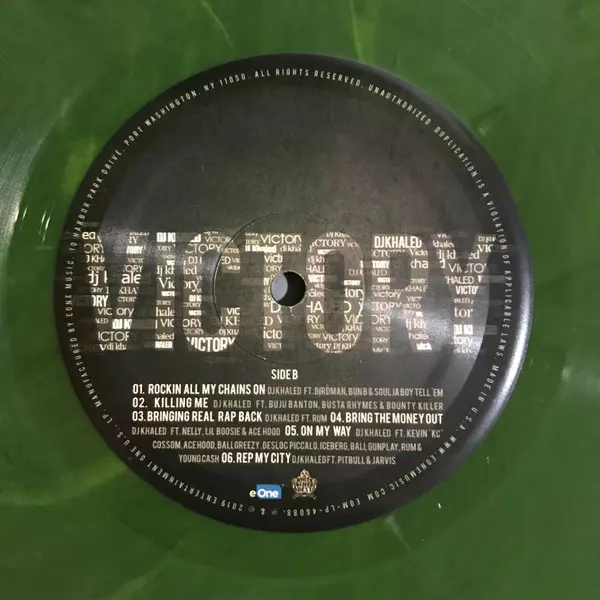 MANUFACTURED BY EONE MUSIC, 10 HARBOR PARK DRIVE, PORT WASHINGTON, NY 11050. ALL RIGHTS RESERVED. UNAUTHORIZED DUPLICATION IS A VIOLATION OF APPLICABLE LAWS. MADE IN U.S.A. WWW.EONEMUSIC.COM. EOM-LP-46088. ℗ & © 2019 ENTERTAINMENT ONE U.S. LP.
VICTORY
SIDE B
01. ROCKIN ALL MY CHAINS ON DJ KHALED FT. BIRDMAN, BUN B & SOULJA BOY TELL 'EM
02. KILLING ME DJ KHALED FT. BUJU BANTON, BUSTA RHYMES & BOUNTY KILLER
03. BRINGING REAL RAP BACK DJ KHALED FT. RUM 04. BRING THE MONEY OUT
DJ KHALED FT. NELLY, LIL BOOSIE & ACE HOOD 05. ON MY WAY DJ KHALED FT. KEVIN "KC"
COSSOM, ACE HOOD, BALLGREEZY, DESLOC PICCALO, ICEBERG, BALL GUNPLAY, RUM &
YOUNG CASH 06. REP MY CITY DJ KHALED FT. PITBULL & JARVIS
eOne